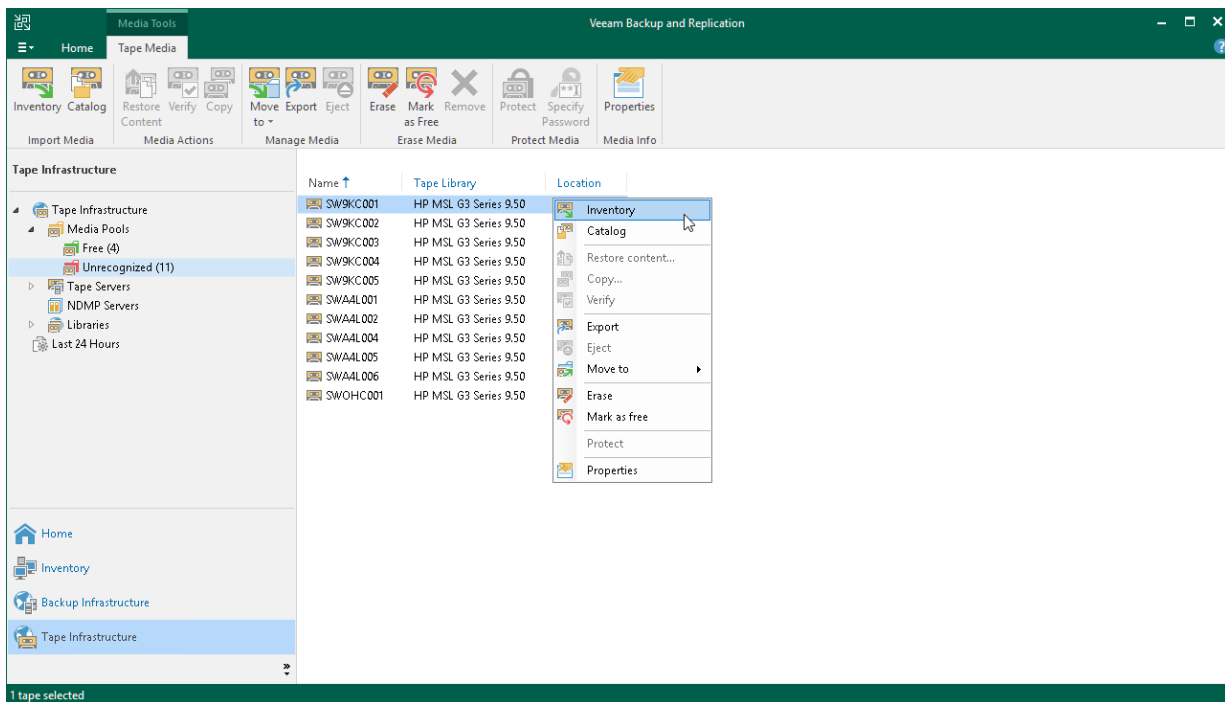 Media Tools
Veeam Backup and Replication
Home Tape Media
Inventory Catalog Restore Content Verify Copy Move to Export Eject Erase Mark as Free Remove Protect Specify Password Properties
Import Media Media Actions Manage Media Erase Media Protect Media Media Info
Tape Infrastructure
Tape Infrastructure
Media Pools
Free (4)
Unrecognized (11)
Tape Servers
NDMP Servers
Libraries
Last 24 Hours
Home
Inventory
Backup Infrastructure
Tape Infrastructure
Name Tape Library Location
SW9KC001 HP MSL G3 Series 9.50
SW9KC002 HP MSL G3 Series 9.50
SW9KC003 HP MSL G3 Series 9.50
SW9KC004 HP MSL G3 Series 9.50
SW9KC005 HP MSL G3 Series 9.50
SWA4L001 HP MSL G3 Series 9.50
SWA4L002 HP MSL G3 Series 9.50
SWA4L004 HP MSL G3 Series 9.50
SWA4L005 HP MSL G3 Series 9.50
SWA4L006 HP MSL G3 Series 9.50
SWOHC001 HP MSL G3 Series 9.50
Inventory
Catalog
Restore content...
Copy...
Verify
Export
Eject
Move to
Erase
Mark as free
Protect
Properties
1 tape selected